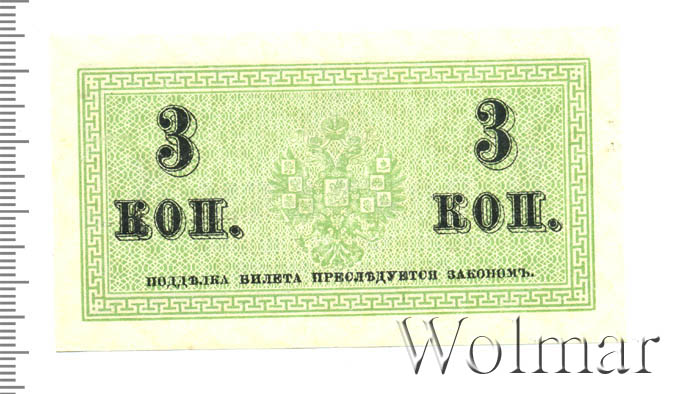 3 3
КОП. КОП.
ПОДДѢЛКА БИЛЕТА ПРЕСЛѢДУЕТСЯ ЗАКОНОМЪ.
Wolmar